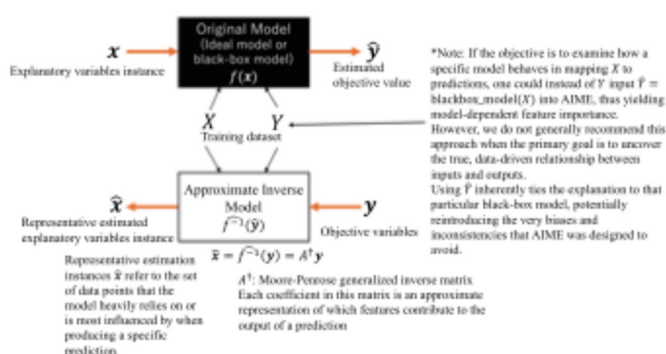 Original Model
(Ideal model or
black-box model)
f(x)
x
Explanatory variables instance
ŷ
Estimated
objective value
X
Y
Training dataset
*Note: If the objective is to examine how a
specific model behaves in mapping X to
predictions, one could instead of Y input Ŷ =
blackbox_model(X) into AIME, thus yielding
model-dependent feature importance.
However, we do not generally recommend this
approach when the primary goal is to uncover
the true, data-driven relationship between
inputs and outputs.
Using Ŷ inherently ties the explanation to that
particular black-box model, potentially
reintroducing the very biases and
inconsistencies that AIME was designed to
avoid.
Approximate Inverse
Model
f̂⁻¹(ŷ)
x̂
Representative estimated
explanatory variables instance
y
Objective variables
x̂ = f̂⁻¹(y) = A†y
Representative estimation
instances x̂ refer to the set
of data points that the
model heavily relies on or
is most influenced by when
producing a specific
prediction.
A†: Moore-Penrose generalized inverse matrix
Each coefficient in this matrix is an approximate
representation of which features contribute to the
output of a prediction